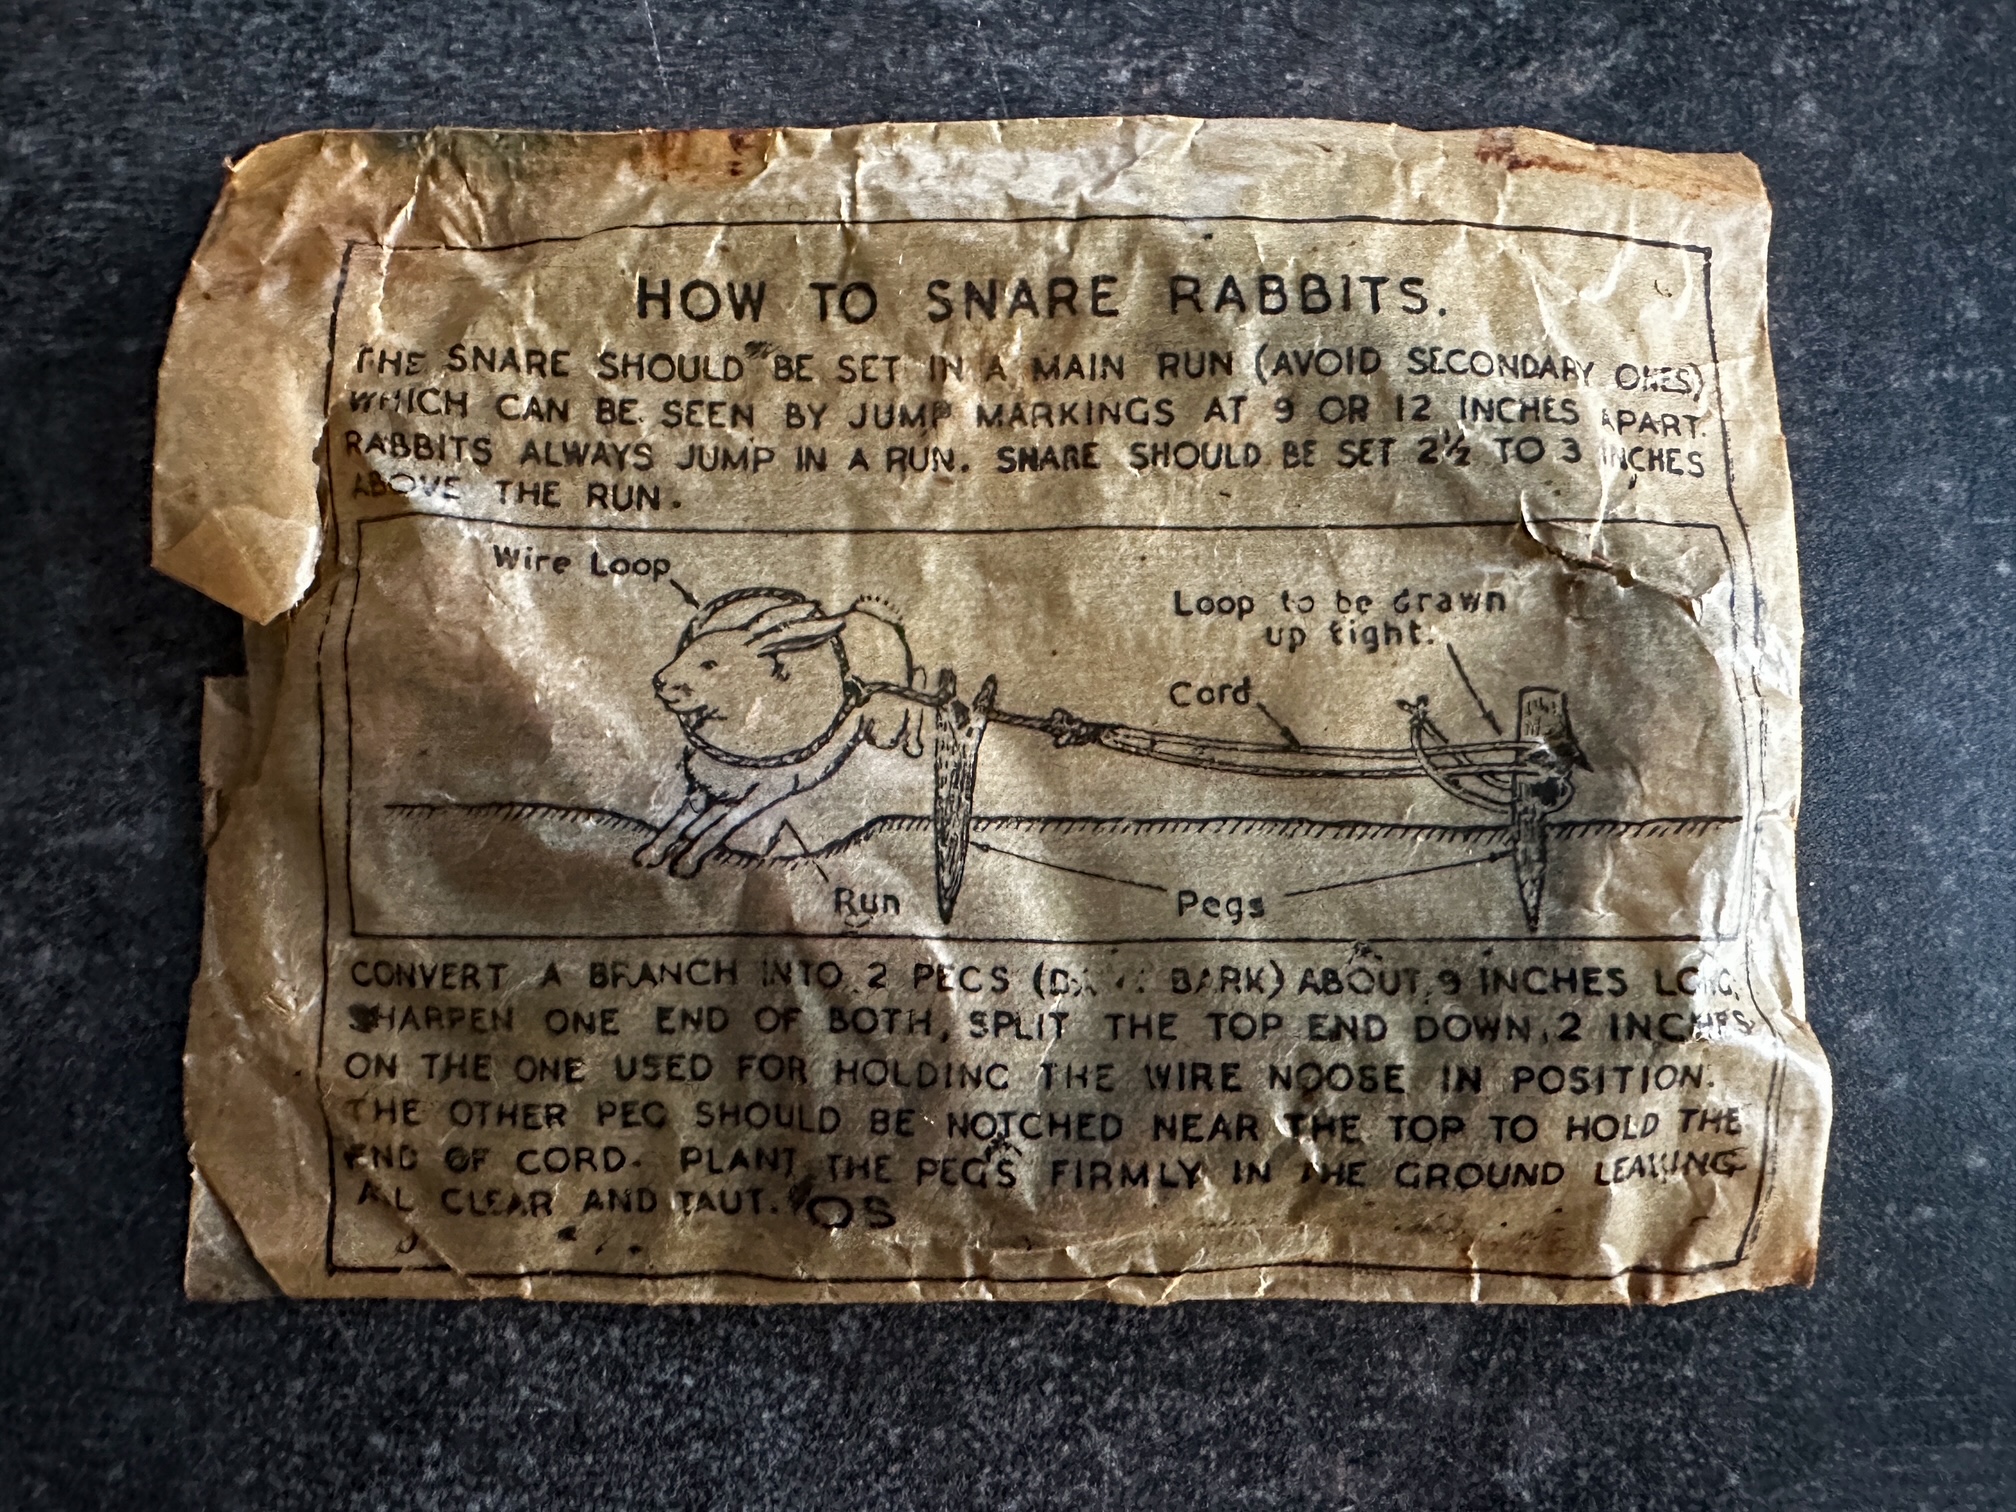 HOW TO SNARE RABBITS.
THE SNARE SHOULD BE SET IN A MAIN RUN (AVOID SECONDARY ONES)
WHICH CAN BE SEEN BY JUMP MARKINGS AT 9 OR 12 INCHES APART.
RABBITS ALWAYS JUMP IN A RUN. SNARE SHOULD BE SET 2½ TO 3 INCHES
ABOVE THE RUN.
Wire Loop
Loop to be drawn
up tight.
Cord
Run
Pegs
CONVERT A BRANCH INTO 2 PEGS ( BARK) ABOUT 9 INCHES LONG,
SHARPEN ONE END OF BOTH, SPLIT THE TOP END DOWN, 2 INCHES
ON THE ONE USED FOR HOLDING THE WIRE NOOSE IN POSITION.
THE OTHER PEG SHOULD BE NOTCHED NEAR THE TOP TO HOLD THE
END OF CORD. PLANT THE PEGS FIRMLY IN THE GROUND LEAVING
ALL CLEAR AND TAUT.